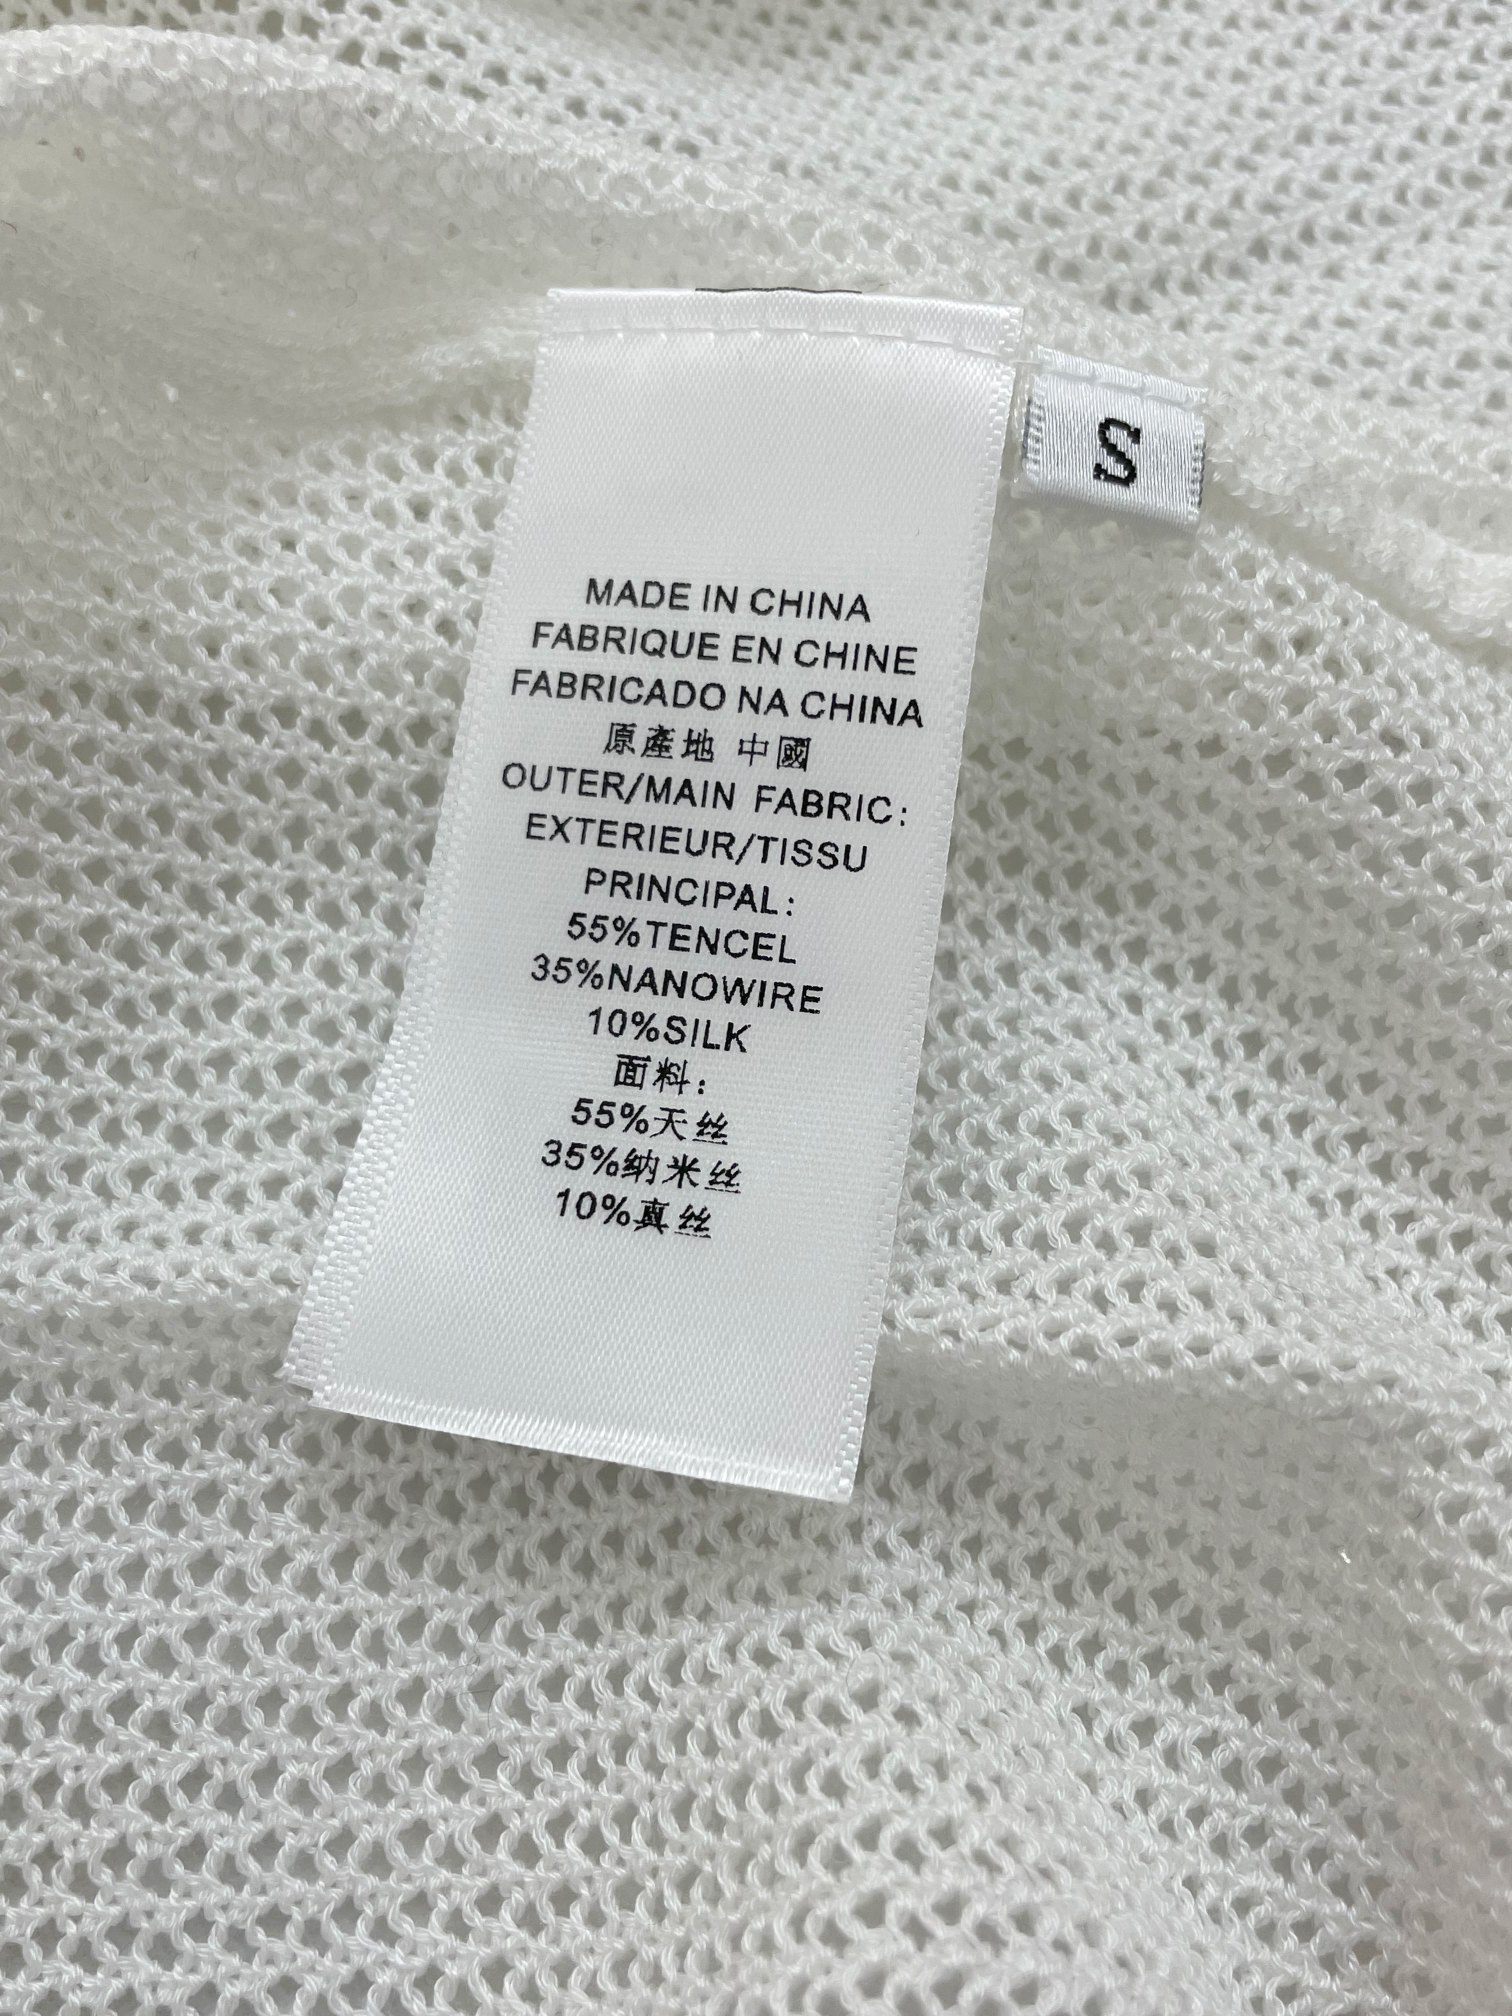 S
MADE IN CHINA
FABRIQUE EN CHINE
FABRICADO NA CHINA
原產地 中國
OUTER/MAIN FABRIC:
EXTERIEUR/TISSU
PRINCIPAL:
55%TENCEL
35%NANOWIRE
10%SILK
面料:
55%天丝
35%纳米丝
10%真丝